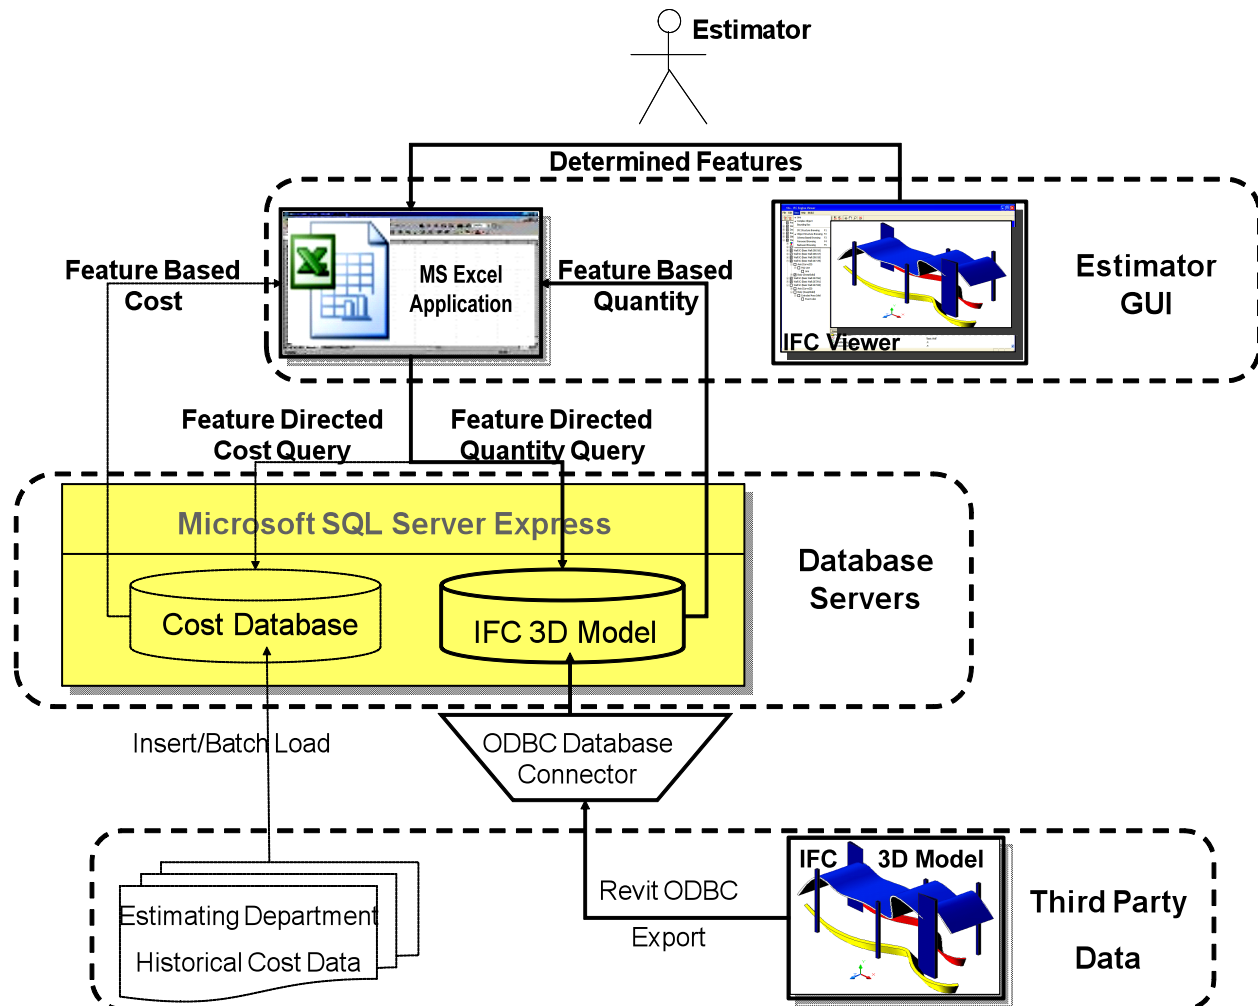 Estimator
Determined Features
Feature Based
Cost
MS Excel
Application
Feature Based
Quantity
IFC Viewer
Estimator
GUI
Feature Directed
Cost Query
Feature Directed
Quantity Query
Microsoft SQL Server Express
Database
Servers
Cost Database
IFC 3D Model
Insert/Batch Load
ODBC Database
Connector
IFC 3D Model
Revit ODBC
Export
Third Party
Data
Estimating Department
Historical Cost Data